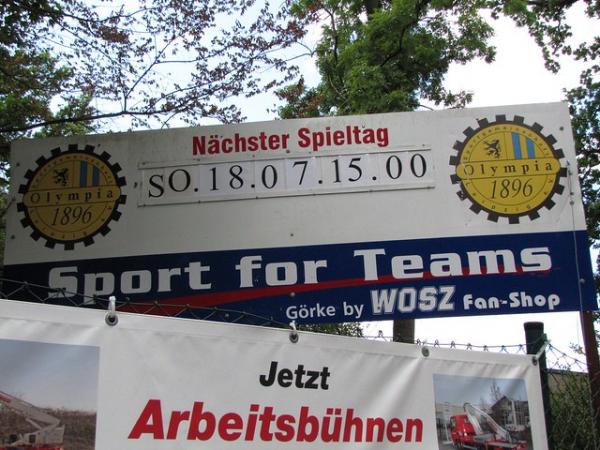 Nächster Spieltag
SO.18.07.15.00
Olympia
1896
Olympia
1896
Leipzig
Sport for Teams
Görke by WOSZ Fan-Shop
Jetzt
Arbeitsbühnen